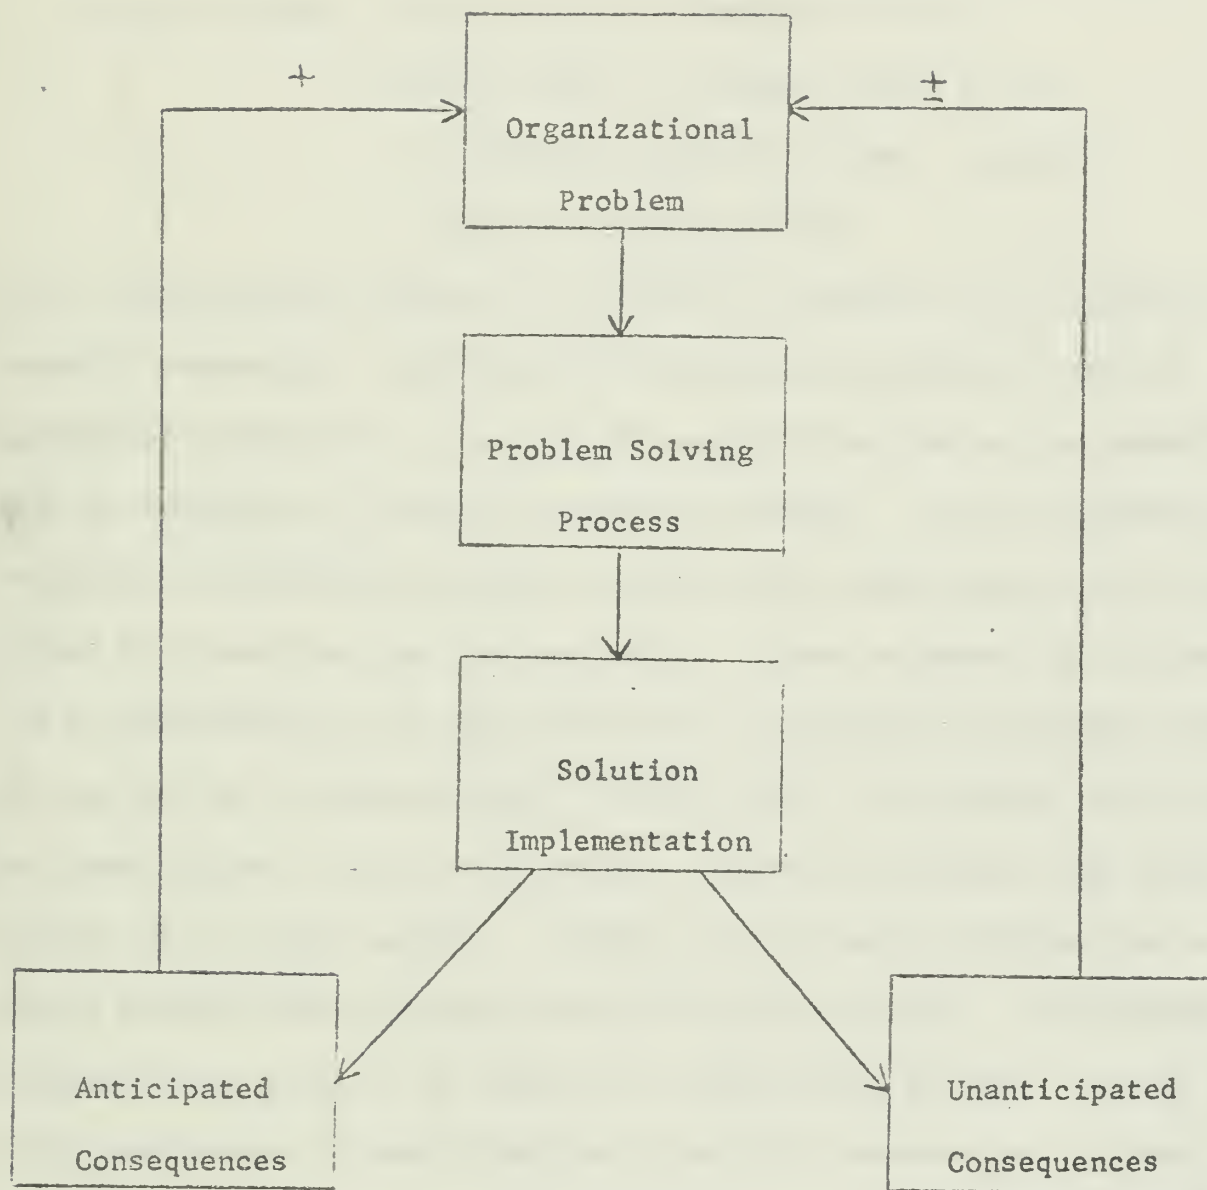 +
±
Organizational
Problem
Problem Solving
Process
Solution
Implementation
Anticipated
Consequences
Unanticipated
Consequences